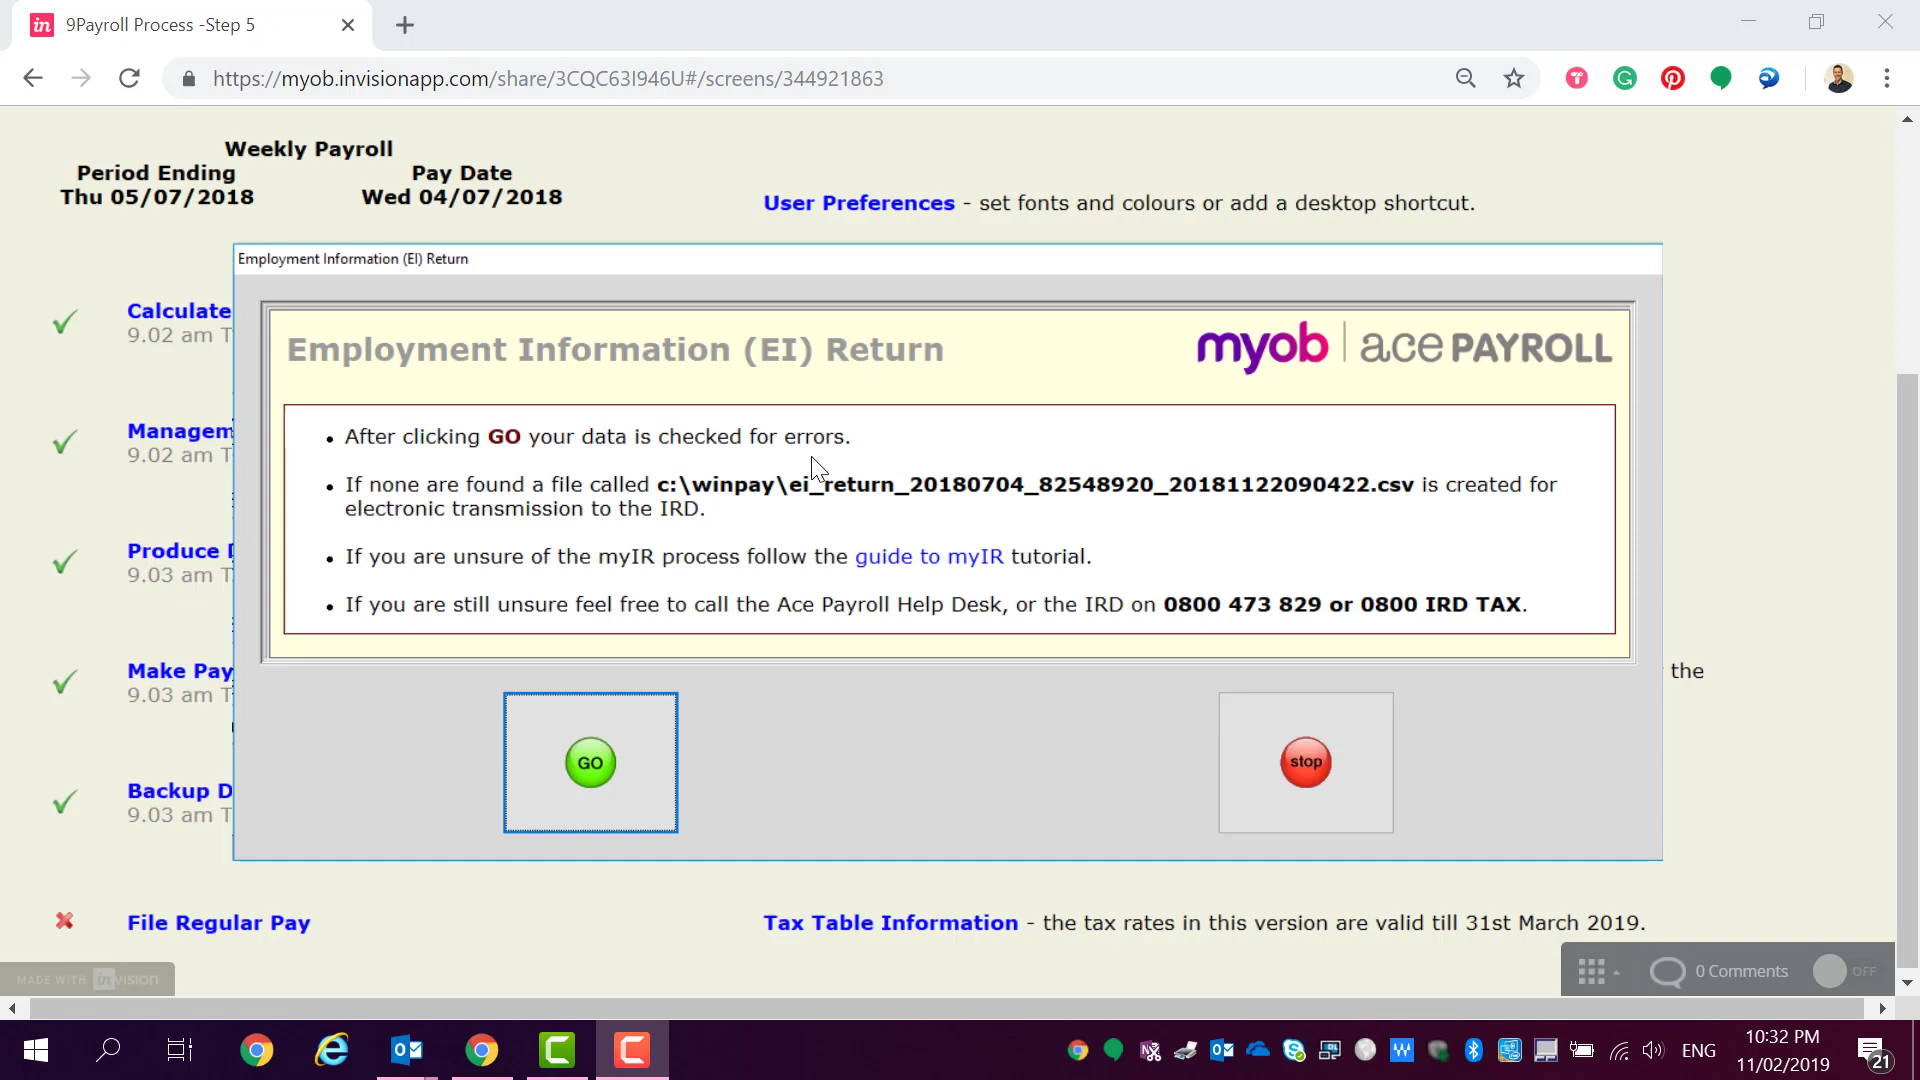 in 9Payroll Process -Step 5
https://myob.invisionapp.com/share/3CQC63I946U#/screens/344921863
Weekly Payroll
Period Ending Pay Date
Thu 05/07/2018 Wed 04/07/2018
User Preferences - set fonts and colours or add a desktop shortcut.
Employment Information (EI) Return
Calculate
9.02 am T
Employment Information (EI) Return
myob | ace PAYROLL
• After clicking GO your data is checked for errors.
Managem
9.02 am T
• If none are found a file called c:\winpay\ei_return_20180704_82548920_20181122090422.csv is created for
electronic transmission to the IRD.
Produce D
9.03 am T
• If you are unsure of the myIR process follow the guide to myIR tutorial.
• If you are still unsure feel free to call the Ace Payroll Help Desk, or the IRD on 0800 473 829 or 0800 IRD TAX.
Make Pay
9.03 am T
the
GO
stop
Backup D
9.03 am T
File Regular Pay
Tax Table Information - the tax rates in this version are valid till 31st March 2019.
MADE WITH invision
0 Comments
OFF
ENG
10:32 PM
11/02/2019
21